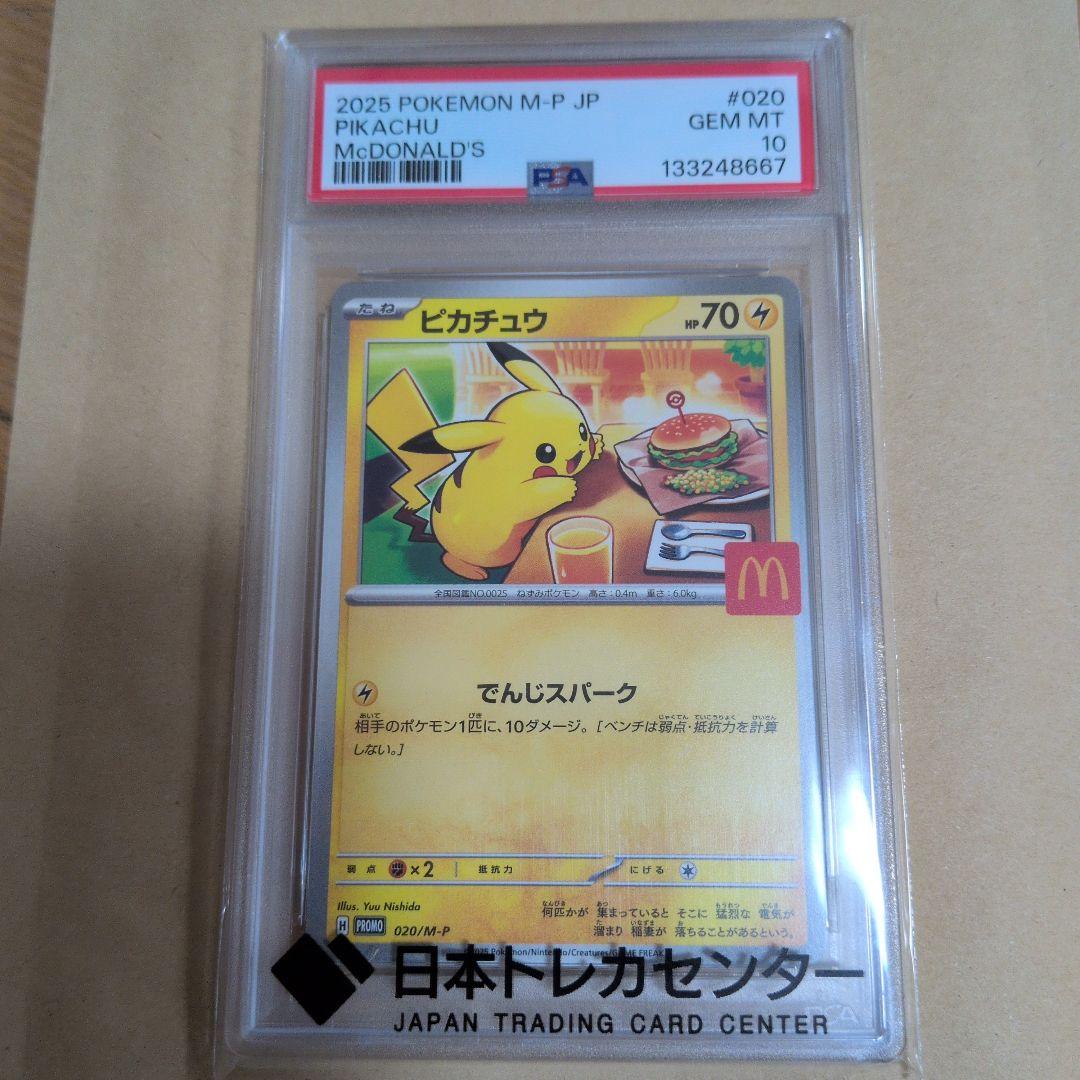 2025 POKEMON M-P JP #020
PIKACHU GEM MT
McDONALD'S 10
PSA 133248667
たね ピカチュウ HP70
全国図鑑NO.0025 ねずみポケモン 高さ:0.4m 重さ:6.0kg
でんじスパーク
相手のポケモン1匹に、10ダメージ。[ベンチは弱点・抵抗力を計算
しない。]
弱点 ×2 抵抗力 にげる
Illus. Yuu Nishida
何匹かが 集まっていると そこに 猛烈な 電気が
溜まり 稲妻が 落ちることがあるという。
H PROMO 020/M-P
2025 Pokémon/Nintendo/Creatures/GAME FREAK
日本トレカセンター
JAPAN TRADING CARD CENTER